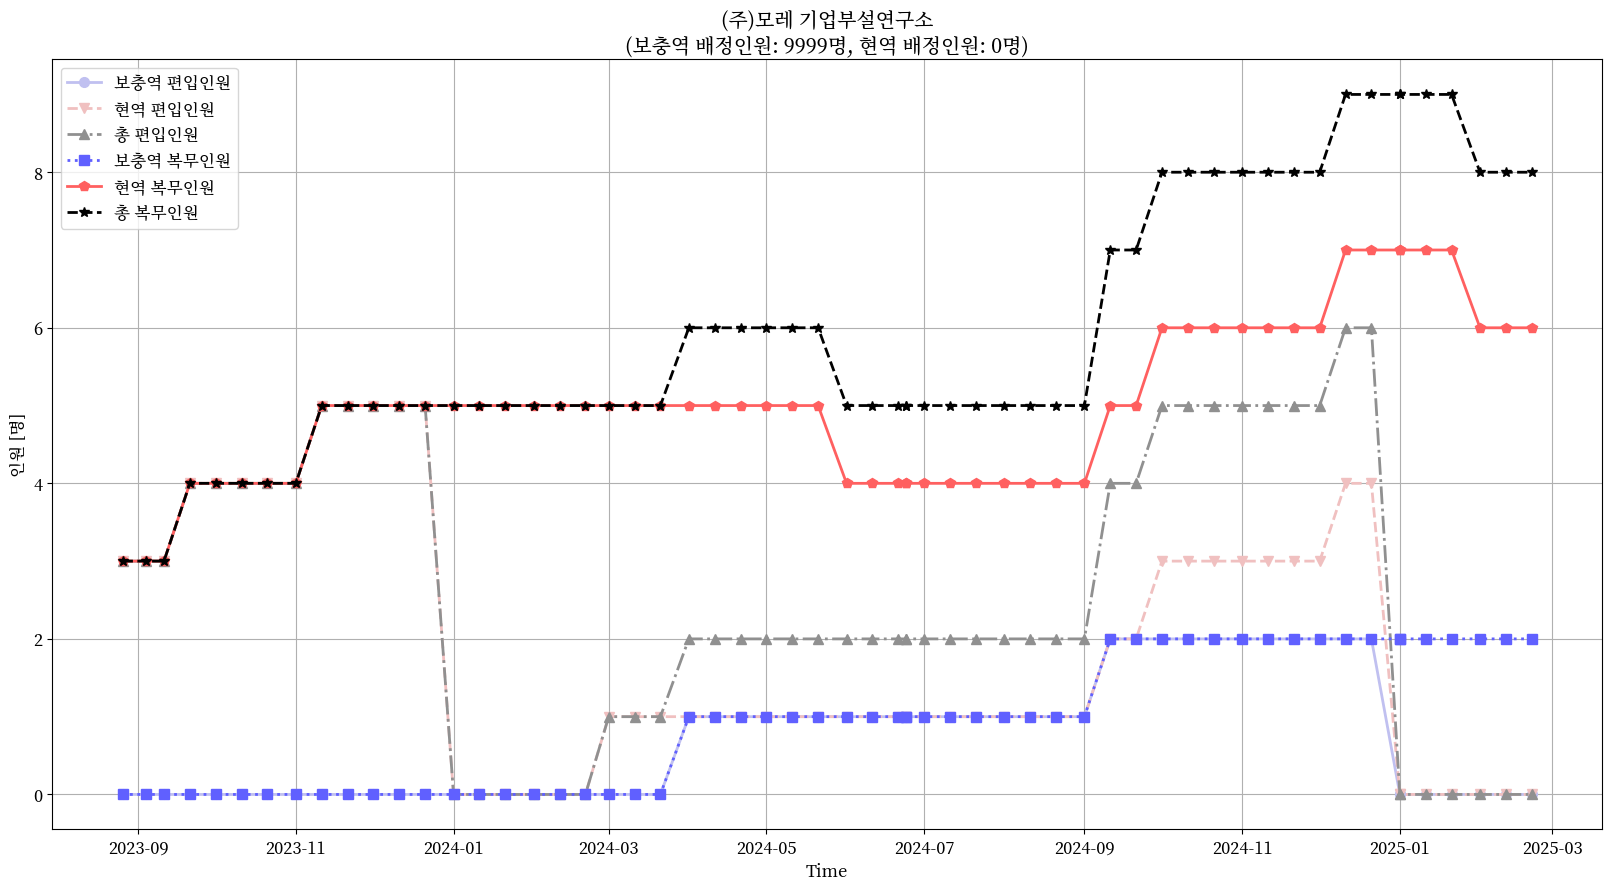 (주)모레 기업부설연구소
(보충역 배정인원: 9999명, 현역 배정인원: 0명)
보충역 편입인원
현역 편입인원
총 편입인원
보충역 복무인원
현역 복무인원
총 복무인원
인원 [명]
8
6
4
2
0
2023-09 2023-11 2024-01 2024-03 2024-05 2024-07 2024-09 2024-11 2025-01 2025-03
Time